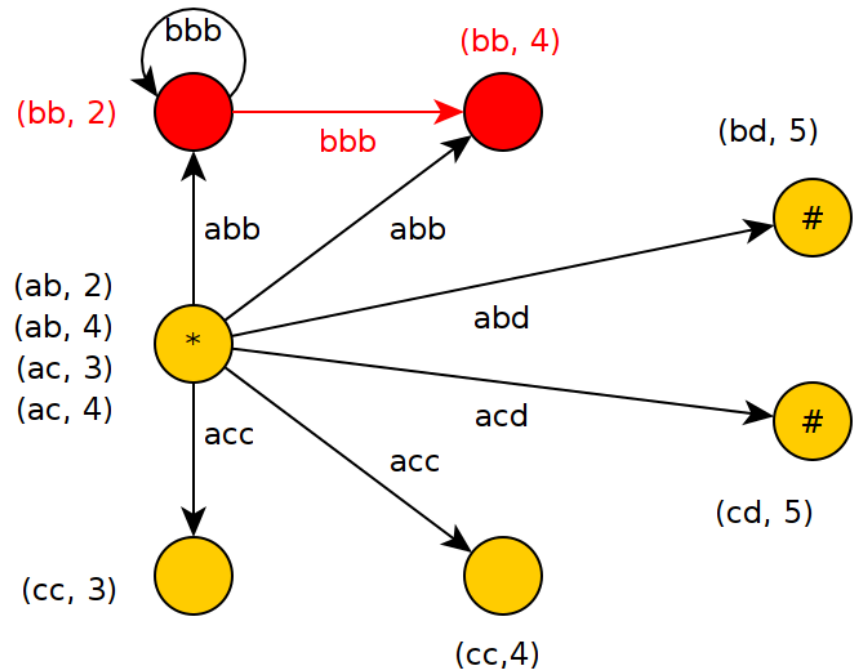 bbb
(bb, 4)
(bb, 2)
bbb
(bd, 5)
#
abb
abb
(ab, 2)
(ab, 4)
(ac, 3)
(ac, 4)
*
abd
acd
#
acc
acc
(cd, 5)
(cc, 3)
(cc,4)